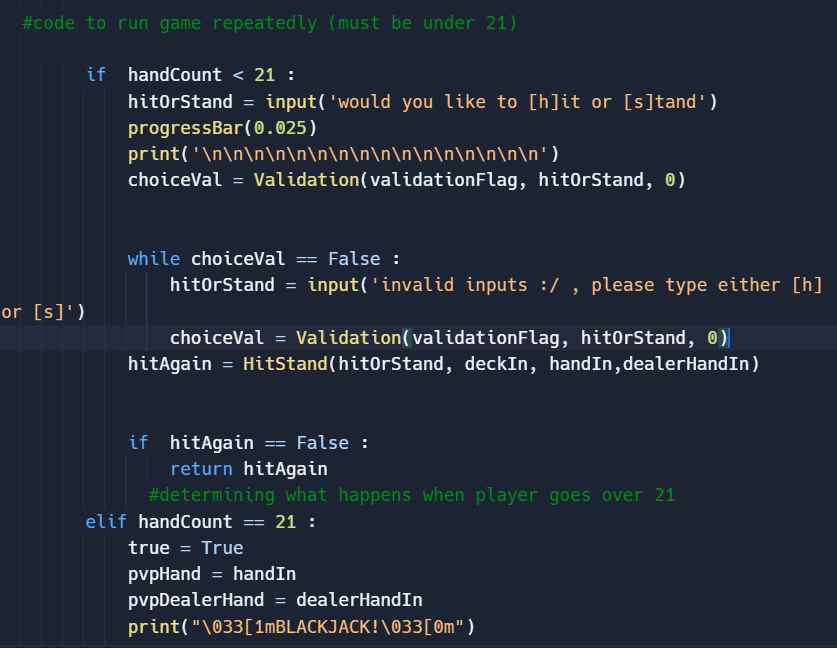 #code to run game repeatedly (must be under 21)
if  handCount < 21 :
hitOrStand = input('would you like to [h]it or [s]tand')
progressBar(0.025)
print('\n\n\n\n\n\n\n\n\n\n\n\n\n\n\n\n')
choiceVal = Validation(validationFlag, hitOrStand, 0)
while choiceVal == False :
hitOrStand = input('invalid inputs :/ , please type either [h]
or [s]')
choiceVal = Validation(validationFlag, hitOrStand, 0)
hitAgain = HitStand(hitOrStand, deckIn, handIn,dealerHandIn)
if  hitAgain == False :
return hitAgain
#determining what happens when player goes over 21
elif handCount == 21 :
true = True
pvpHand = handIn
pvpDealerHand = dealerHandIn
print("\033[1mBLACKJACK!\033[0m")